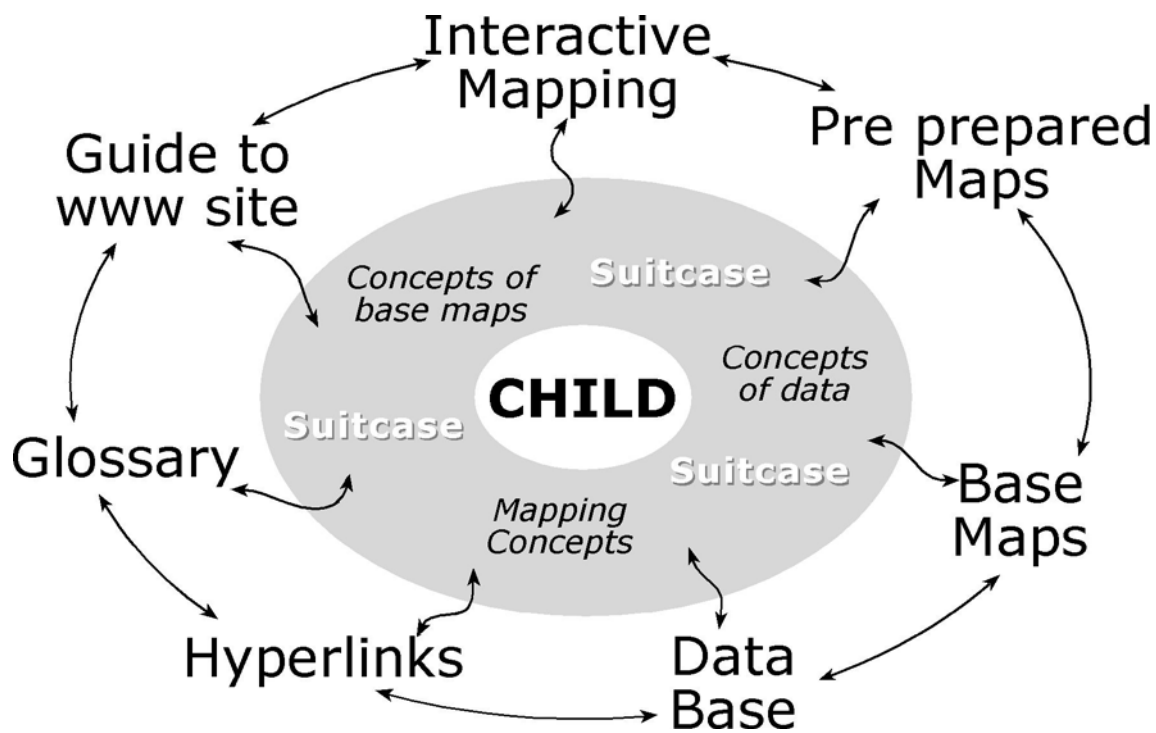 Interactive
Mapping
Pre prepared
Maps
Guide to
www site
Concepts of
base maps
Suitcase
Concepts
of data
CHILD
Suitcase
Suitcase
Glossary
Base
Maps
Mapping
Concepts
Hyperlinks
Data
Base